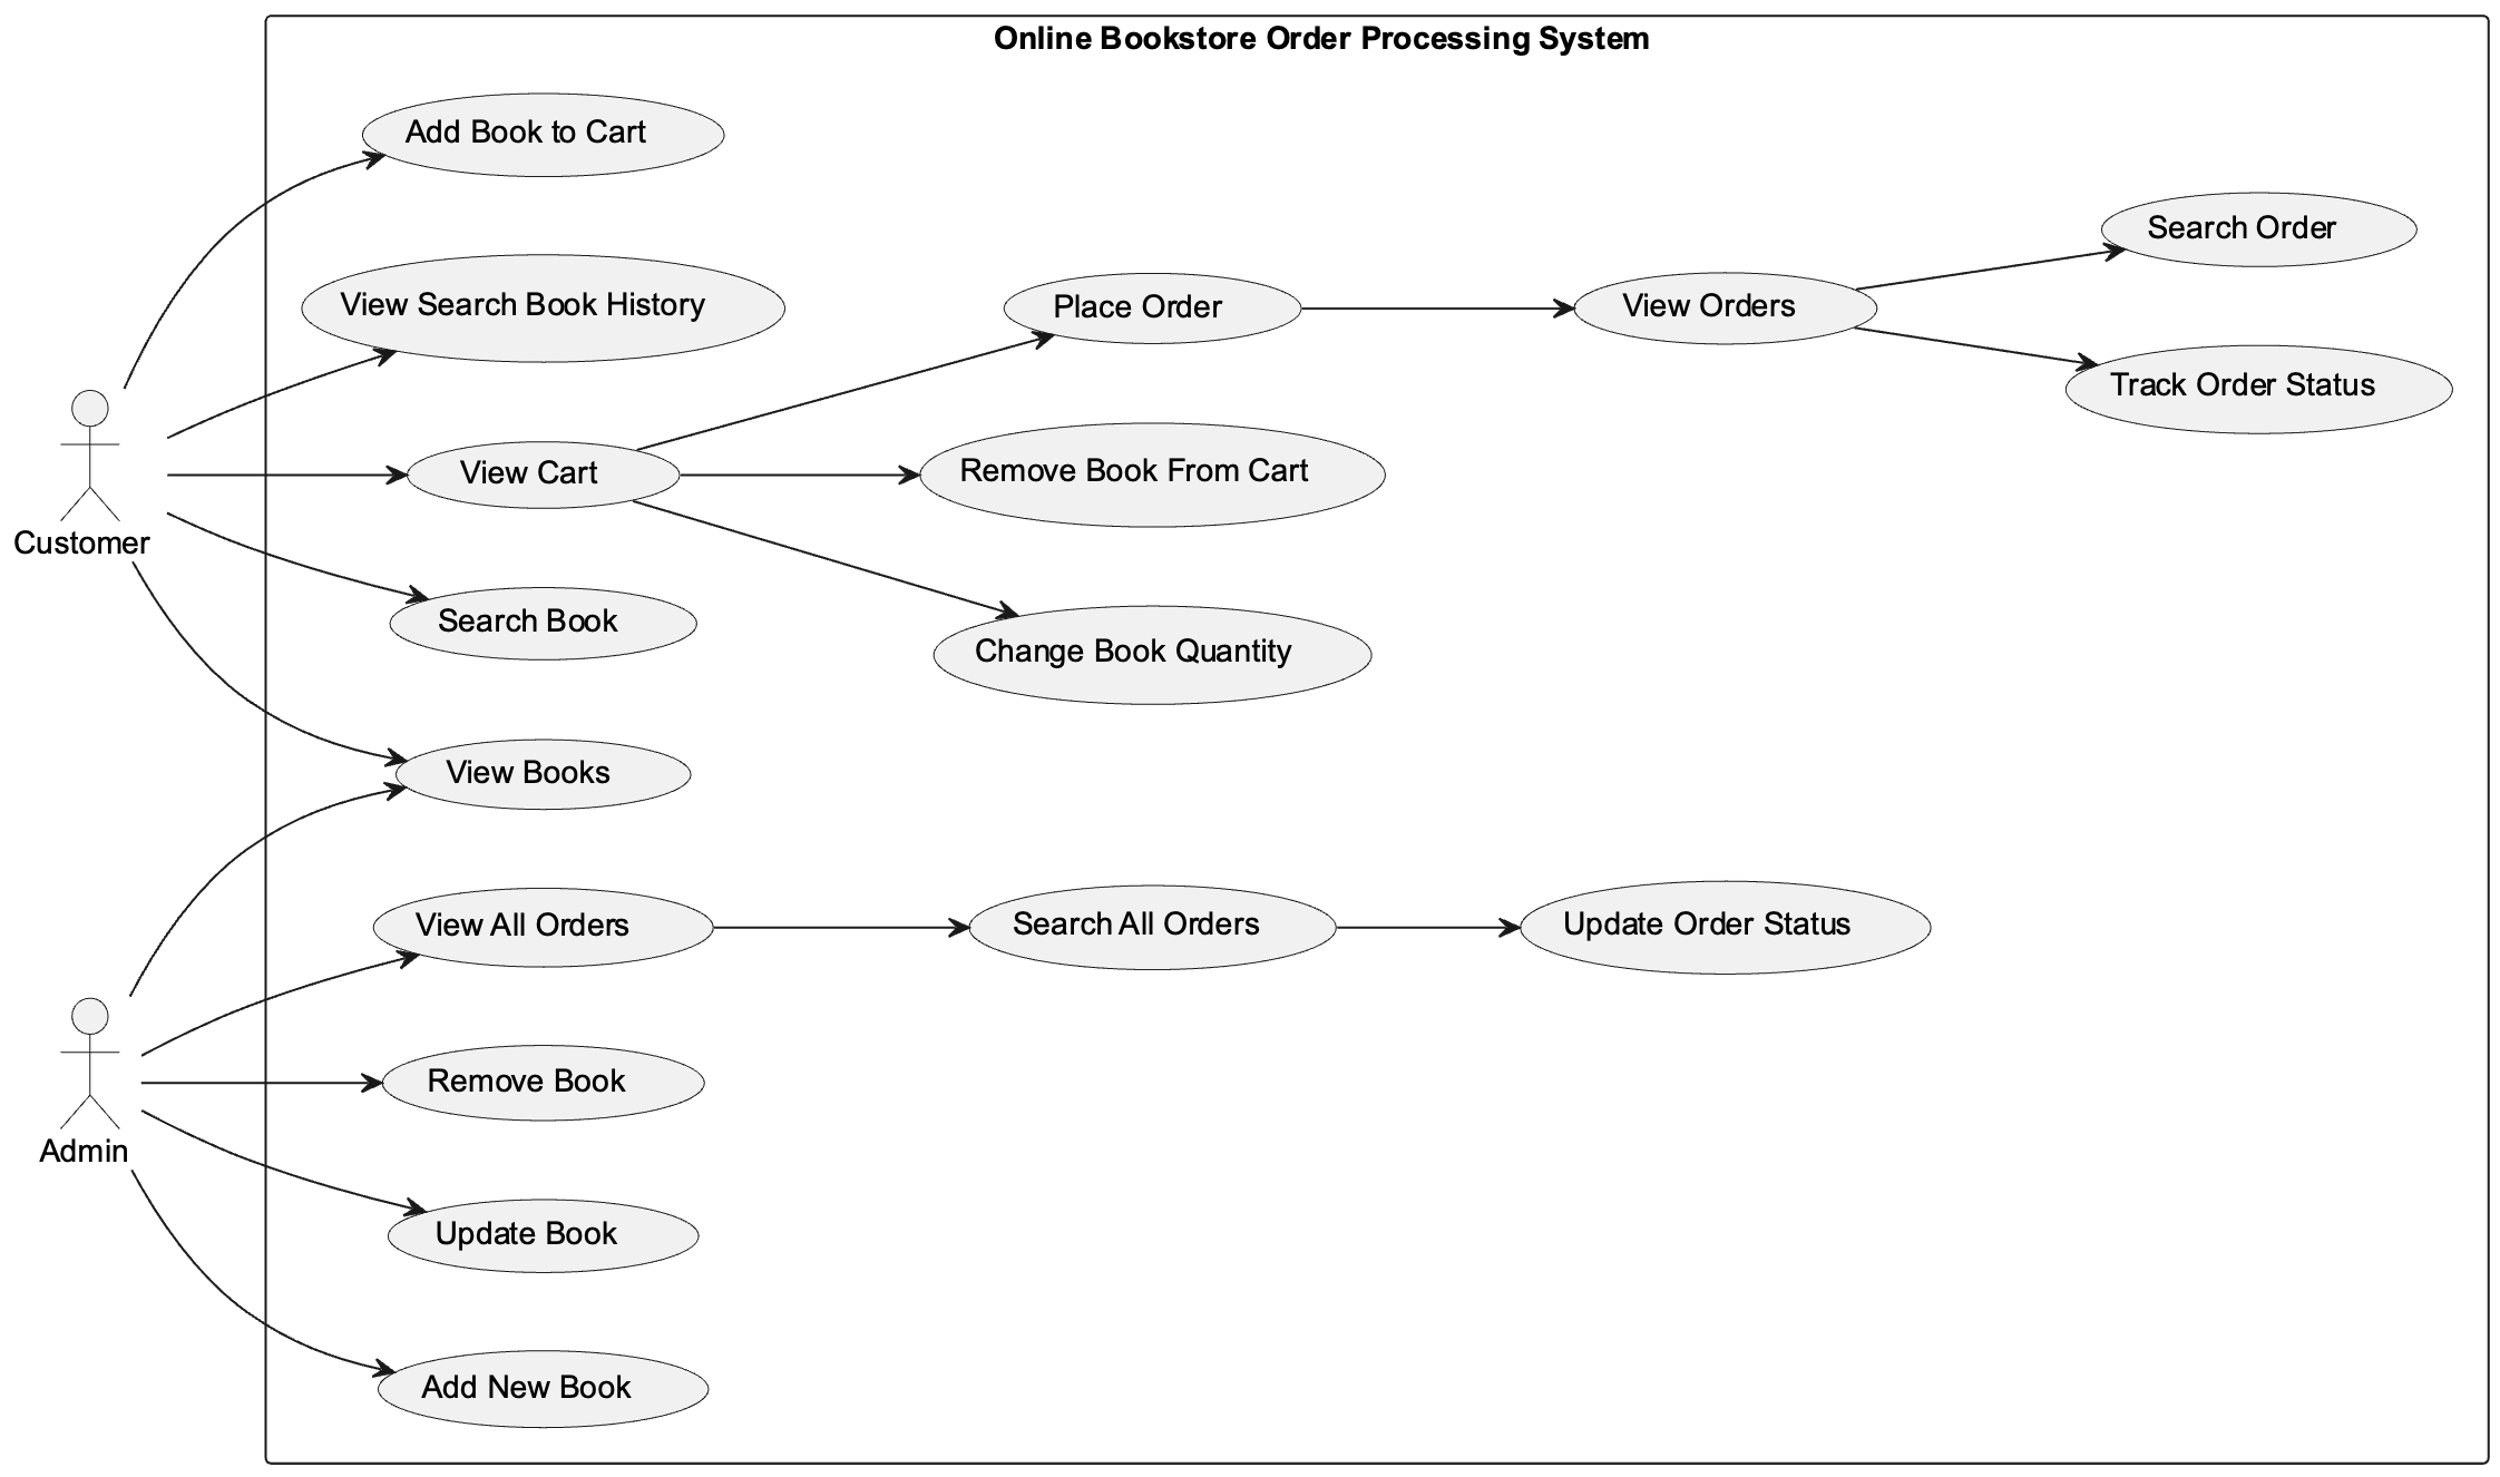 Online Bookstore Order Processing System
Add Book to Cart
View Search Book History
Place Order
View Orders
Search Order
Track Order Status
View Cart
Remove Book From Cart
Customer
Search Book
Change Book Quantity
View Books
View All Orders
Search All Orders
Update Order Status
Remove Book
Admin
Update Book
Add New Book